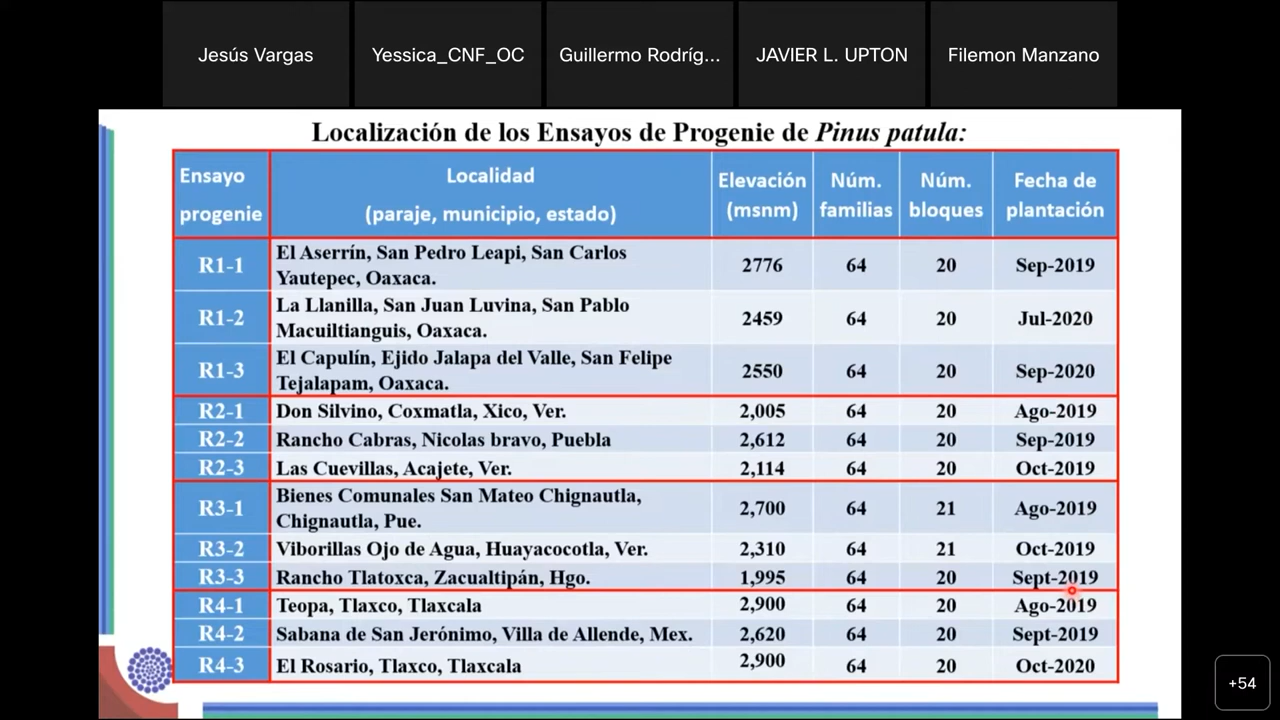 Jesús Vargas
Yessica_CNF_OC
Guillermo Rodríg...
JAVIER L. UPTON
Filemon Manzano
Localización de los Ensayos de Progenie de Pinus patula:
Ensayo progenie
Localidad
(paraje, municipio, estado)
Elevación (msnm)
Núm. familias
Núm. bloques
Fecha de plantación
R1-1
El Aserrín, San Pedro Leapi, San Carlos
Yautepec, Oaxaca.
2776 64 20 Sep-2019
R1-2
La Llanilla, San Juan Luvina, San Pablo
Macuiltianguis, Oaxaca.
2459 64 20 Jul-2020
R1-3
El Capulín, Ejido Jalapa del Valle, San Felipe
Tejalapam, Oaxaca.
2550 64 20 Sep-2020
R2-1 Don Silvino, Coxmatla, Xico, Ver. 2,005 64 20 Ago-2019
R2-2 Rancho Cabras, Nicolas bravo, Puebla 2,612 64 20 Sep-2019
R2-3 Las Cuevillas, Acajete, Ver. 2,114 64 20 Oct-2019
R3-1
Bienes Comunales San Mateo Chignautla,
Chignautla, Pue.
2,700 64 21 Ago-2019
R3-2 Viborillas Ojo de Agua, Huayacocotla, Ver. 2,310 64 21 Oct-2019
R3-3 Rancho Tlatoxca, Zacualtipán, Hgo. 1,995 64 20 Sept-2019
R4-1 Teopa, Tlaxco, Tlaxcala 2,900 64 20 Ago-2019
R4-2 Sabana de San Jerónimo, Villa de Allende, Mex. 2,620 64 20 Sept-2019
R4-3 El Rosario, Tlaxco, Tlaxcala 2,900 64 20 Oct-2020
+54